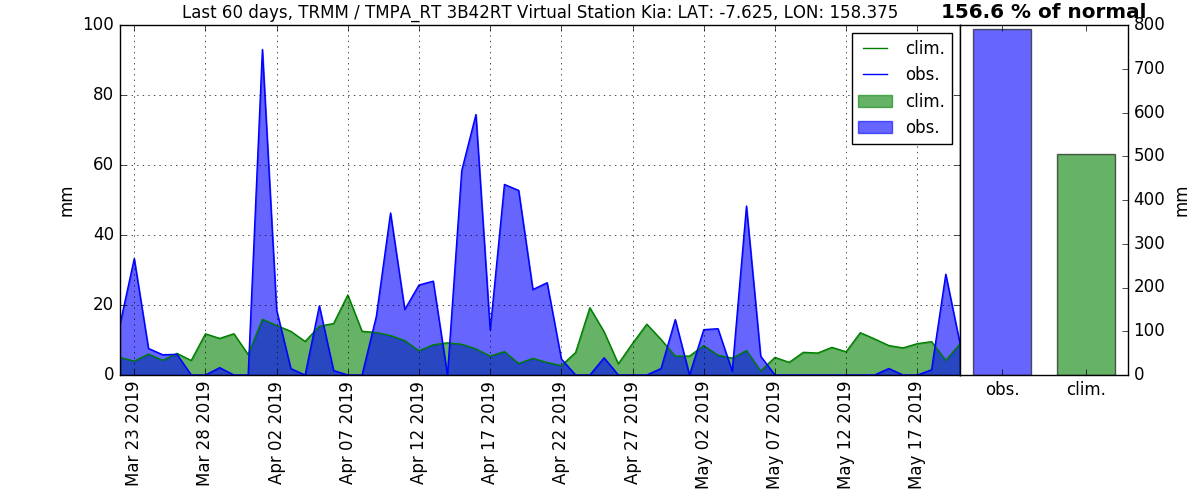 Last 60 days, TRMM / TMPA_RT 3B42RT Virtual Station Kia: LAT: -7.625, LON: 158.375
156.6 % of normal
100
80
60
40
20
0
mm
clim.
obs.
clim.
obs.
800
700
600
500
400
300
200
100
0
mm
Mar 23 2019
Mar 28 2019
Apr 02 2019
Apr 07 2019
Apr 12 2019
Apr 17 2019
Apr 22 2019
Apr 27 2019
May 02 2019
May 07 2019
May 12 2019
May 17 2019
obs.
clim.